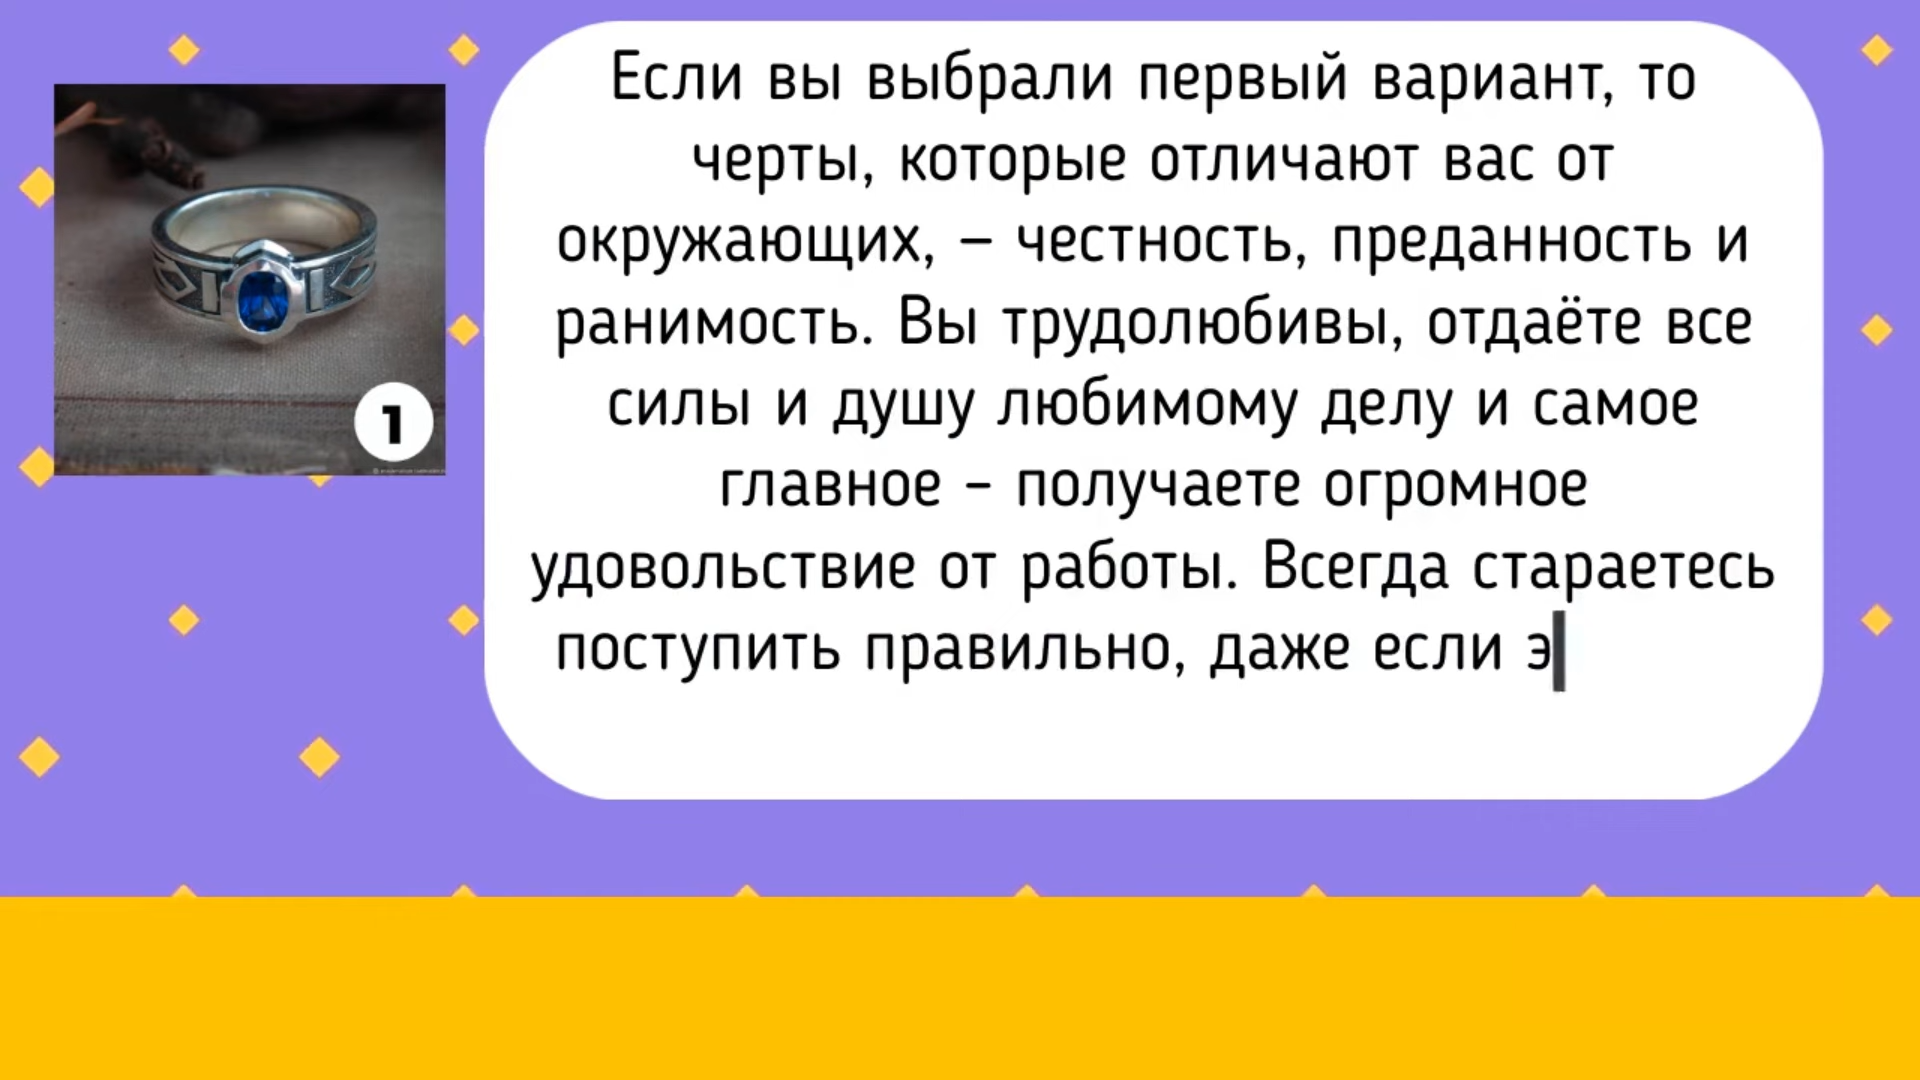 Если вы выбрали первый вариант, то
черты, которые отличают вас от
окружающих, – честность, преданность и
ранимость. Вы трудолюбивы, отдаёте все
силы и душу любимому делу и самое
главное – получаете огромное
удовольствие от работы. Всегда стараетесь
поступить правильно, даже если э
1